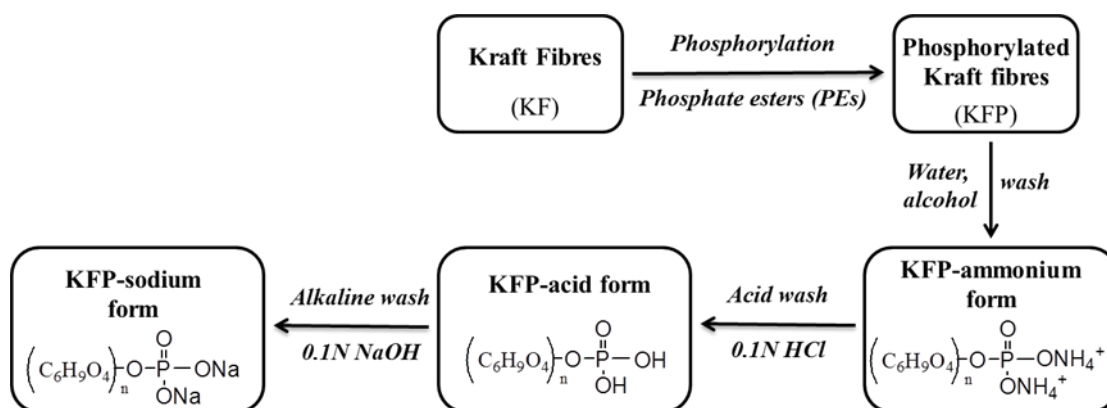 Kraft Fibres
(KF)
Phosphorylation
Phosphate esters (PEs)
Phosphorylated
Kraft fibres
(KFP)
Water,
alcohol
wash
KFP-ammonium
form
O
(C₆H₉O₄)ₙ-O-P-ONH₄⁺
ONH₄⁺
Acid wash
0.1N HCl
KFP-acid form
O
(C₆H₉O₄)ₙ-O-P-OH
OH
Alkaline wash
0.1N NaOH
KFP-sodium
form
O
(C₆H₉O₄)ₙ-O-P-ONa
ONa